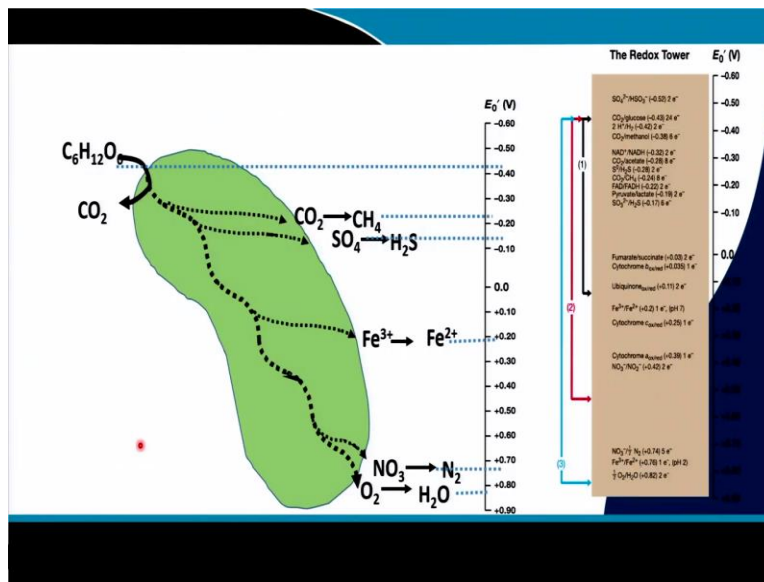 The Redox Tower
E₀′ (V)
E₀′ (V)
C₆H₁₂O₆
CO₂
CO₂ → CH₄
SO₄ → H₂S
Fe³⁺ → Fe²⁺
NO₃ → N₂
O₂ → H₂O
-0.60
-0.50
-0.40
-0.30
-0.20
-0.10
0.0
+0.10
+0.20
+0.30
+0.40
+0.50
+0.60
+0.70
+0.80
+0.90
(1)
(2)
(3)
SO₄²⁻/HSO₃⁻ (−0.52) 2 e⁻
CO₂/glucose (−0.43) 24 e⁻
2 H⁺/H₂ (−0.42) 2 e⁻
CO₂/methanol (−0.38) 6 e⁻
NAD⁺/NADH (−0.32) 2 e⁻
CO₂/acetate (−0.28) 8 e⁻
S⁰/H₂S (−0.28) 2 e⁻
CO₂/CH₄ (−0.24) 8 e⁻
FAD/FADH (−0.22) 2 e⁻
Pyruvate/lactate (−0.19) 2 e⁻
SO₃²⁻/H₂S (−0.17) 6 e⁻
Fumarate/succinate (+0.03) 2 e⁻
Cytochrome b ox/red (+0.035) 1 e⁻
Ubiquinone ox/red (+0.11) 2 e⁻
Fe³⁺/Fe²⁺ (+0.2) 1 e⁻, (pH 7)
Cytochrome c ox/red (+0.25) 1 e⁻
Cytochrome a ox/red (+0.39) 1 e⁻
NO₃⁻/NO₂⁻ (+0.42) 2 e⁻
NO₃⁻/½ N₂ (+0.74) 5 e⁻
Fe³⁺/Fe²⁺ (+0.76) 1 e⁻, (pH 2)
½ O₂/H₂O (+0.82) 2 e⁻
−0.60
−0.50
−0.40
−0.30
−0.20
−0.10
0.0